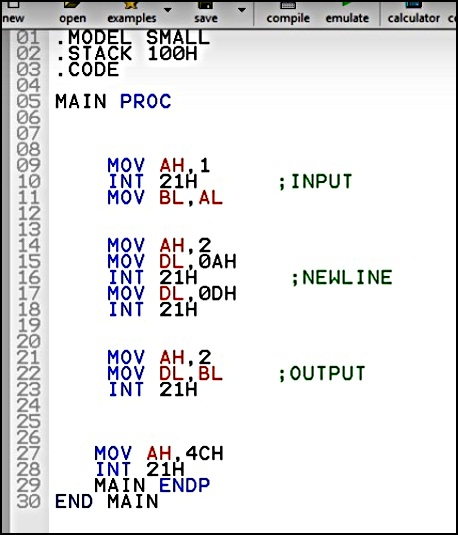 new open examples save compile emulate calculator co
01 .MODEL SMALL
02 .STACK 100H
03 .CODE
04
05 MAIN PROC
06
07
08
09 MOV AH,1
10 INT 21H ;INPUT
11 MOV BL,AL
12
13
14 MOV AH,2
15 MOV DL,0AH
16 INT 21H ;NEWLINE
17 MOV DL,0DH
18 INT 21H
19
20
21 MOV AH,2
22 MOV DL,BL ;OUTPUT
23 INT 21H
24
25
26
27 MOV AH,4CH
28 INT 21H
29 MAIN ENDP
30 END MAIN